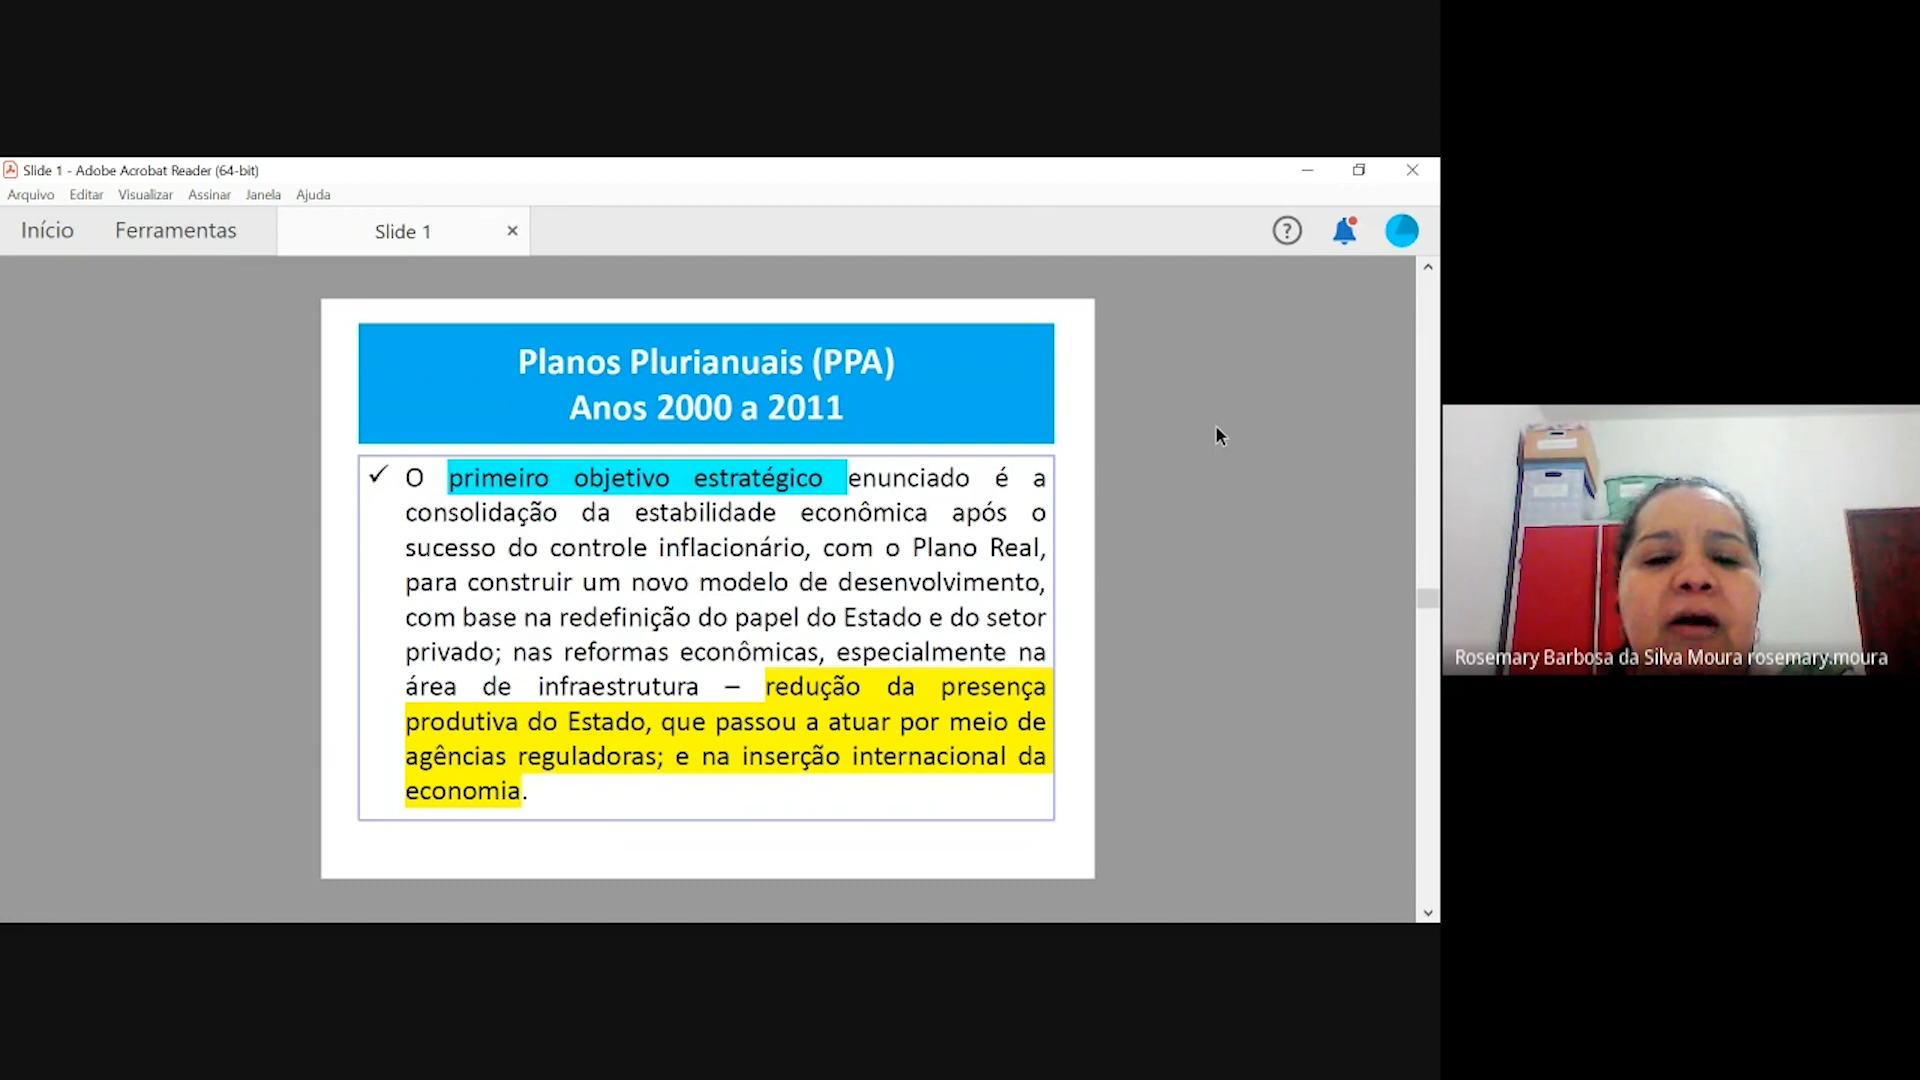 Slide 1 - Adobe Acrobat Reader (64-bit)
Arquivo Editar Visualizar Assinar Janela Ajuda
Início Ferramentas Slide 1
Planos Plurianuais (PPA)
Anos 2000 a 2011
✓ O primeiro objetivo estratégico enunciado é a
consolidação da estabilidade econômica após o
sucesso do controle inflacionário, com o Plano Real,
para construir um novo modelo de desenvolvimento,
com base na redefinição do papel do Estado e do setor
privado; nas reformas econômicas, especialmente na
área de infraestrutura – redução da presença
produtiva do Estado, que passou a atuar por meio de
agências reguladoras; e na inserção internacional da
economia.
Rosemary Barbosa da Silva Moura rosemary.moura